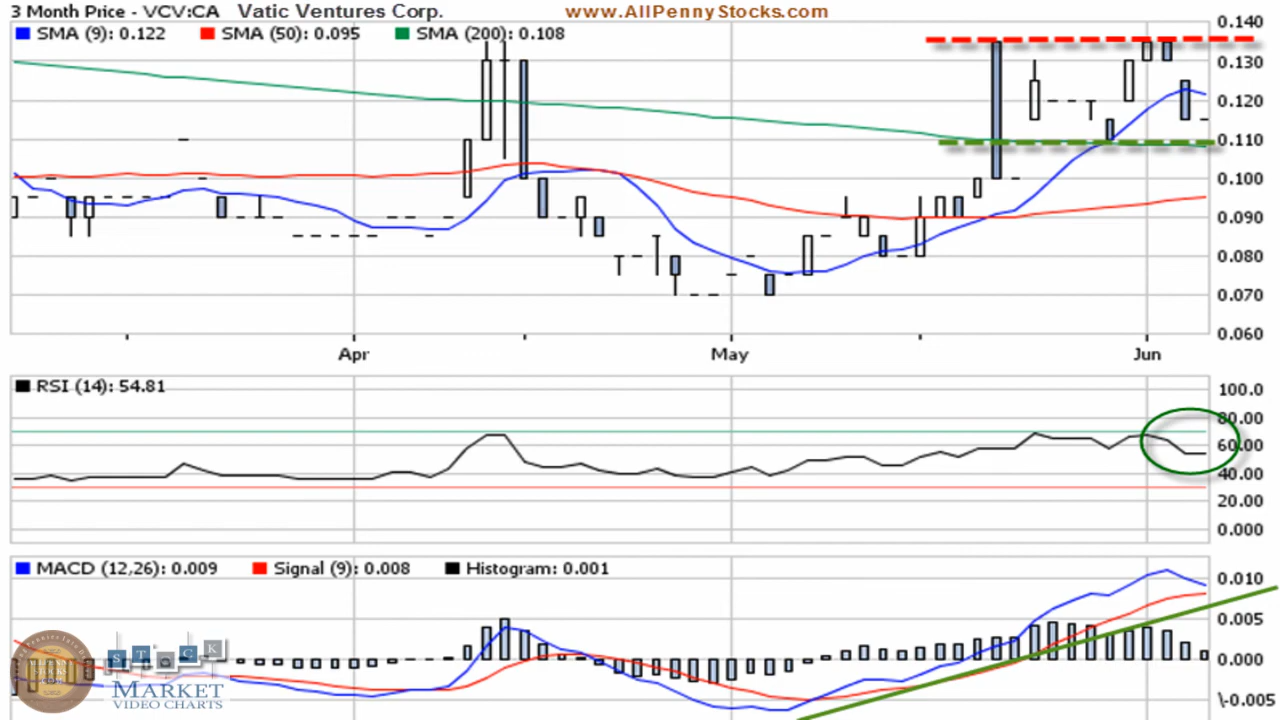 3 Month Price - VCV:CA Vatic Ventures Corp. www.AllPennyStocks.com
SMA (9): 0.122 SMA (50): 0.095 SMA (200): 0.108
0.140
0.130
0.120
0.110
0.100
0.090
0.080
0.070
0.060
Apr May Jun
RSI (14): 54.81
100.0
80.00
60.00
40.00
20.00
0.000
MACD (12,26): 0.009 Signal (9): 0.008 Histogram: 0.001
0.010
0.005
0.000
\-0.005
STOCK
MARKET
VIDEO CHARTS